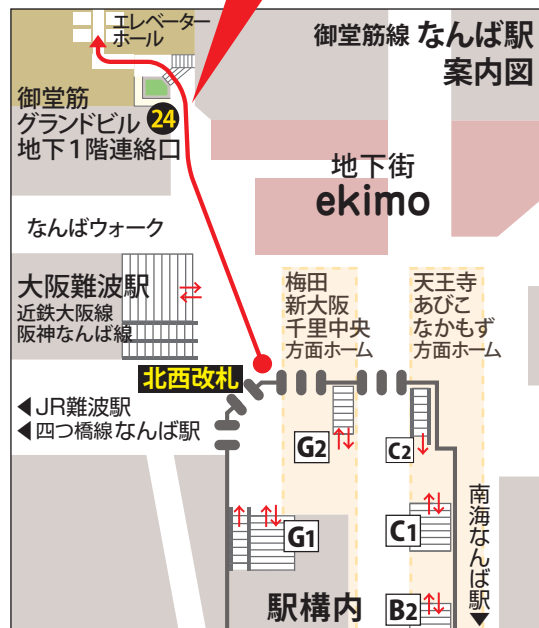 エレベーター
ホール
御堂筋線 なんば駅
案内図
御堂筋
グランドビル 24
地下1階連絡口
地下街
ekimo
なんばウォーク
大阪難波駅
近鉄大阪線
阪神なんば線
梅田
新大阪
千里中央
方面ホーム
天王寺
あびこ
なかもず
方面ホーム
北西改札
◀JR難波駅
◀四つ橋線なんば駅
G2
C2
G1
C1
南海なんば駅▼
駅構内
B2